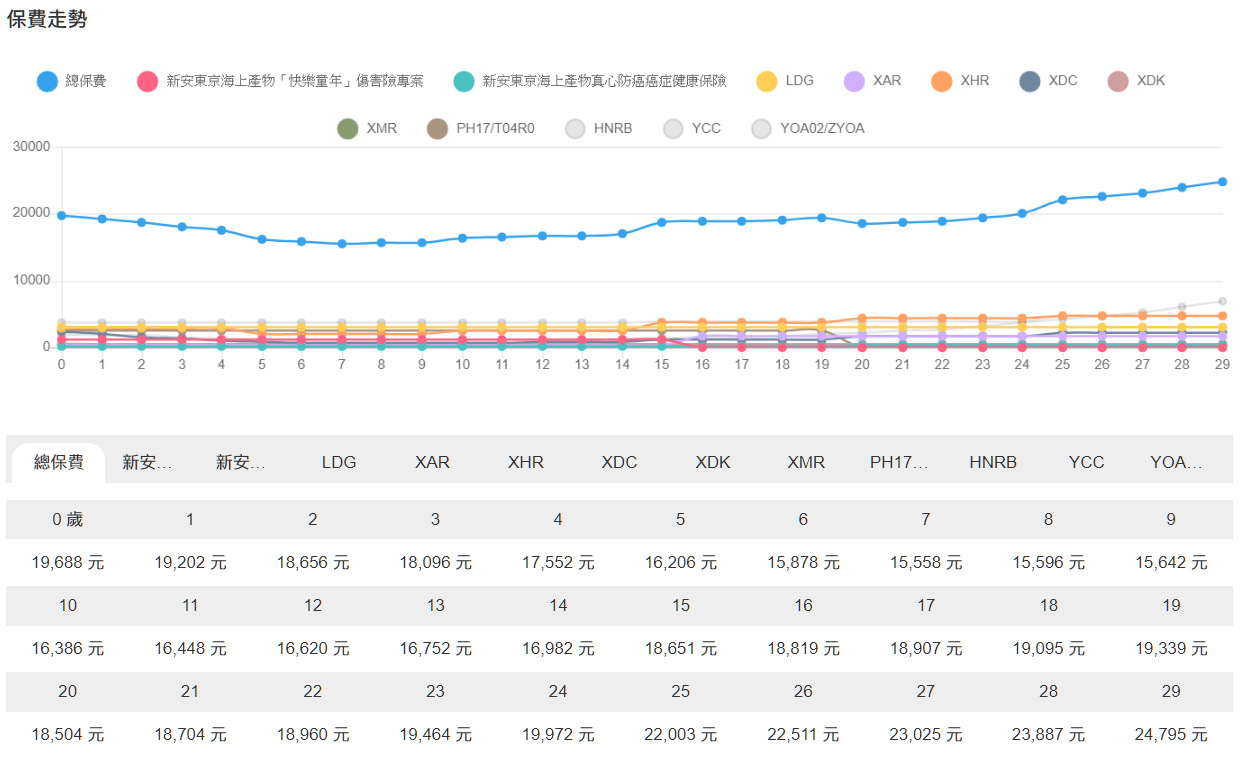 保費走勢
總保費 新安東京海上產物「快樂童年」傷害險專案 新安東京海上產物真心防癌癌症健康保險 LDG XAR XHR XDC XDK
XMR PH17/T04R0 HNRB YCC YOA02/ZYOA
30000
20000
10000
0
0 1 2 3 4 5 6 7 8 9 10 11 12 13 14 15 16 17 18 19 20 21 22 23 24 25 26 27 28 29
總保費 新安... 新安... LDG XAR XHR XDC XDK XMR PH17... HNRB YCC YOA...
0 歲 1 2 3 4 5 6 7 8 9
19,688 元 19,202 元 18,656 元 18,096 元 17,552 元 16,206 元 15,878 元 15,558 元 15,596 元 15,642 元
10 11 12 13 14 15 16 17 18 19
16,386 元 16,448 元 16,620 元 16,752 元 16,982 元 18,651 元 18,819 元 18,907 元 19,095 元 19,339 元
20 21 22 23 24 25 26 27 28 29
18,504 元 18,704 元 18,960 元 19,464 元 19,972 元 22,003 元 22,511 元 23,025 元 23,887 元 24,795 元